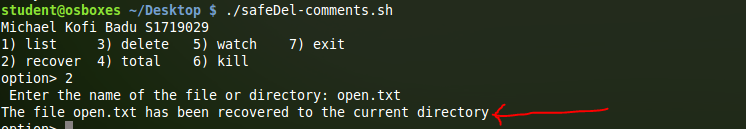 student@osboxes ~/Desktop $ ./safeDel-comments.sh
Michael Kofi Badu S1719029
1) list     3) delete   5) watch    7) exit
2) recover  4) total    6) kill
option> 2
 Enter the name of the file or directory: open.txt
The file open.txt has been recovered to the current directory
option>